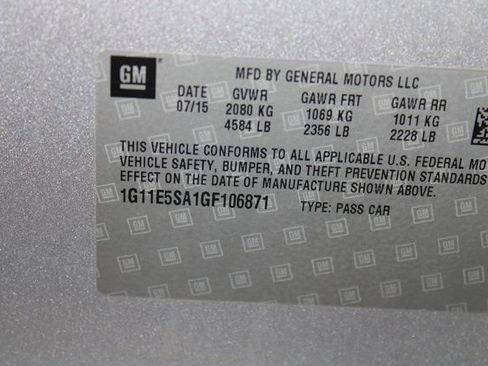 GM
MFD BY GENERAL MOTORS LLC
DATE GVWR GAWR FRT GAWR RR
07/15 2080 KG 1069 KG 1011 KG
4584 LB 2356 LB 2228 LB
THIS VEHICLE CONFORMS TO ALL APPLICABLE U.S. FEDERAL MO
VEHICLE SAFETY, BUMPER, AND THEFT PREVENTION STANDARDS
EFFECT ON THE DATE OF MANUFACTURE SHOWN ABOVE.
1G11E5SA1GF106871 TYPE: PASS CAR